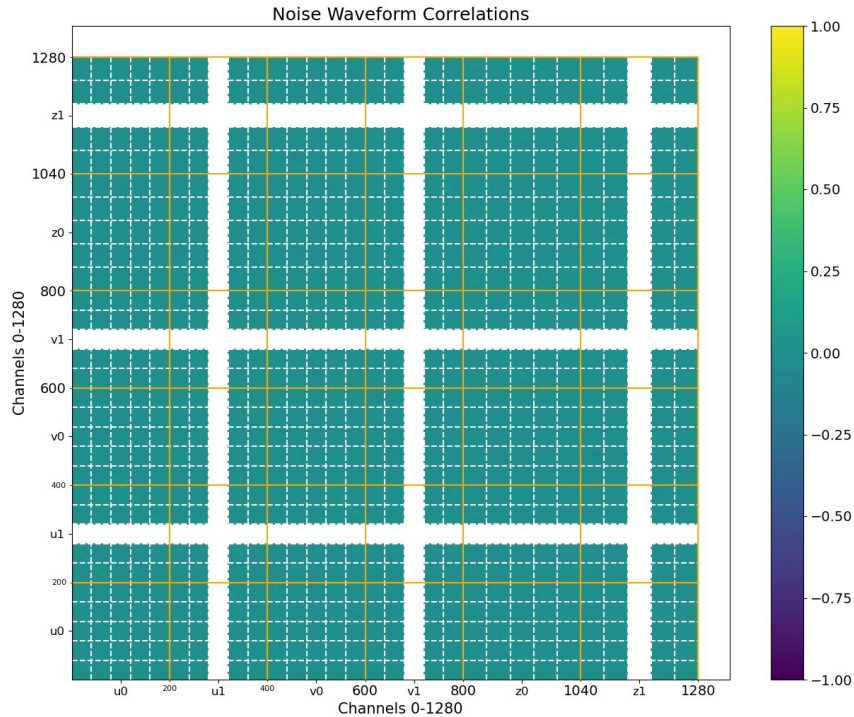 Noise Waveform Correlations
1280
z1
1040
z0
800
v1
600
v0
400
u1
200
u0
Channels 0-1280
u0 200 u1 400 v0 600 v1 800 z0 1040 z1 1280
Channels 0-1280
1.00
0.75
0.50
0.25
0.00
−0.25
−0.50
−0.75
−1.00